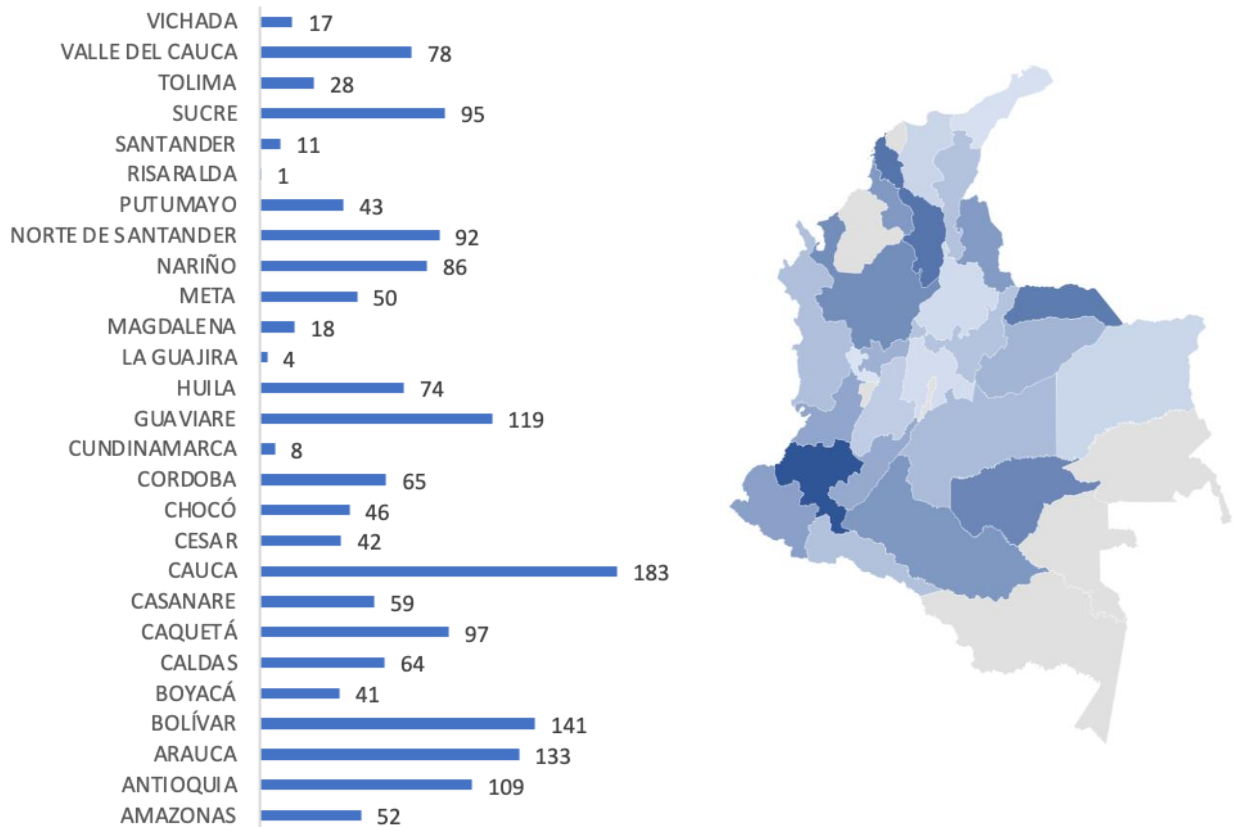 VICHADA 17
VALLE DEL CAUCA 78
TOLIMA 28
SUCRE 95
SANTANDER 11
RISARALDA 1
PUTUMAYO 43
NORTE DE SANTANDER 92
NARIÑO 86
META 50
MAGDALENA 18
LA GUAJIRA 4
HUILA 74
GUAVIARE 119
CUNDINAMARCA 8
CORDOBA 65
CHOCÓ 46
CESAR 42
CAUCA 183
CASANARE 59
CAQUETÁ 97
CALDAS 64
BOYACÁ 41
BOLÍVAR 141
ARAUCA 133
ANTIOQUIA 109
AMAZONAS 52